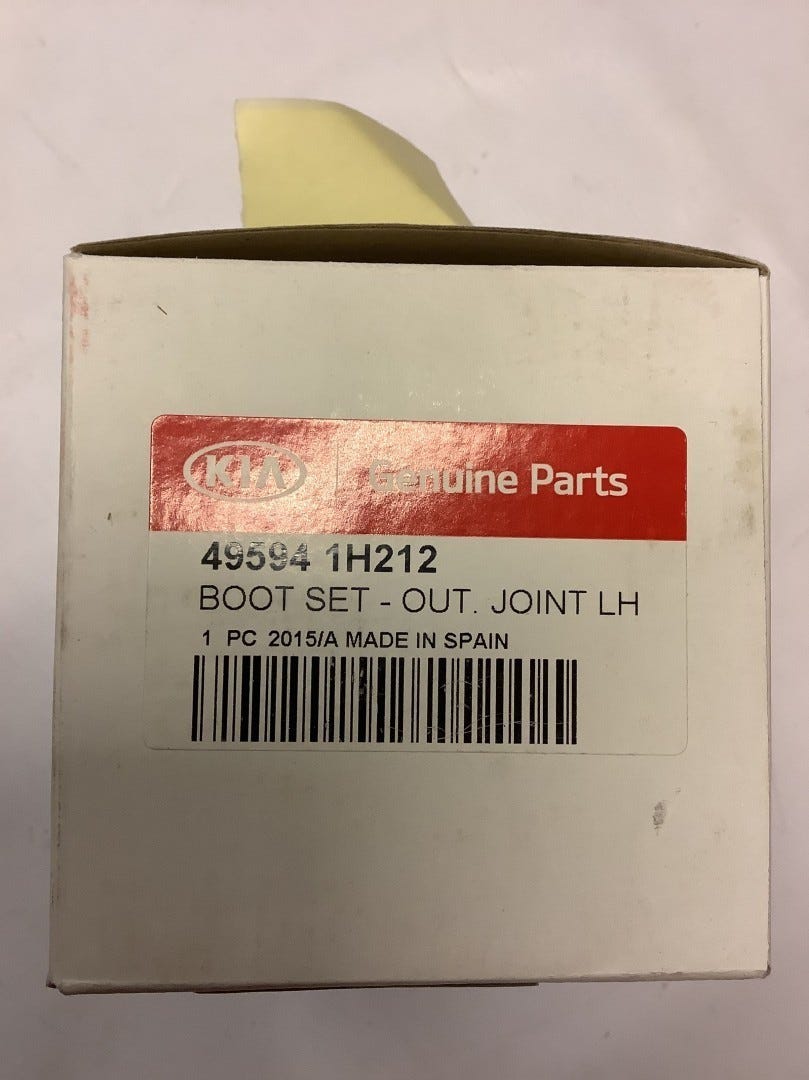 KIA Genuine Parts
49594 1H212
BOOT SET - OUT. JOINT LH
1 PC 2015/A MADE IN SPAIN